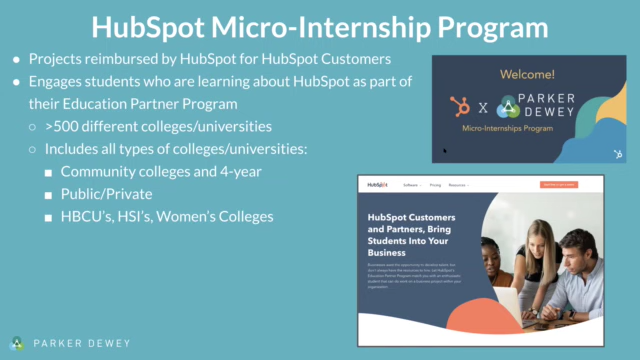 HubSpot Micro-Internship Program
● Projects reimbursed by HubSpot for HubSpot Customers
● Engages students who are learning about HubSpot as part of
their Education Partner Program
○ >500 different colleges/universities
○ Includes all types of colleges/universities:
■ Community colleges and 4-year
■ Public/Private
■ HBCU's, HSI's, Women's Colleges
Welcome!
X PARKER
DEWEY
Micro-Internships Program
HubSpot Software Pricing Resources
HubSpot Customers
and Partners, Bring
Students Into Your
Business
PARKER DEWEY